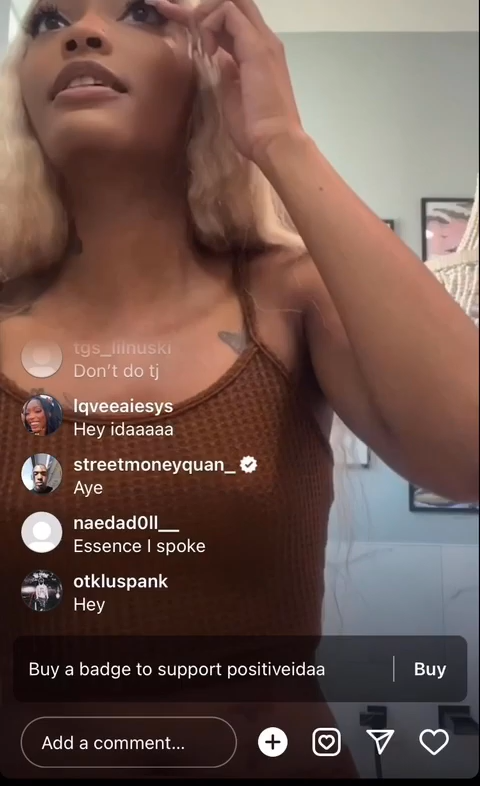 tgs_lilnuski
Don't do tj
lqveeaiesys
Hey idaaaaa
streetmoneyquan_
Aye
naedad0ll__
Essence I spoke
otkluspank
Hey
Buy a badge to support positiveidaa
Buy
Add a comment...